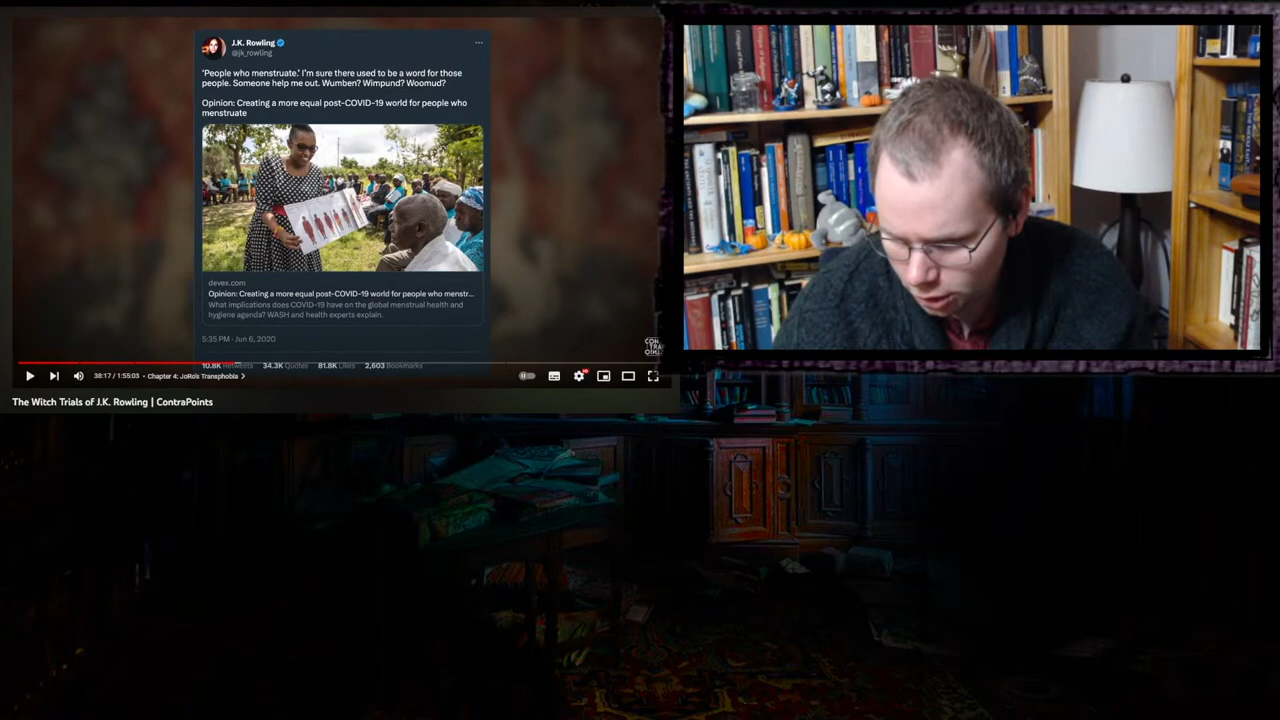 J.K. Rowling
@jk_rowling
'People who menstruate.' I'm sure there used to be a word for those
people. Someone help me out. Wumben? Wimpund? Woomud?
Opinion: Creating a more equal post-COVID-19 world for people who
menstruate
devex.com
Opinion: Creating a more equal post-COVID-19 world for people who menstr...
What implications does COVID-19 have on the global menstrual health and
hygiene agenda? WASH and health experts explain.
5:35 PM · Jun 6, 2020
10.8K Retweets 34.3K Quotes 81.8K Likes 2,603 Bookmarks
38:17 / 1:55:03 • Chapter 4: JoRo's Transphobia >
The Witch Trials of J.K. Rowling | ContraPoints